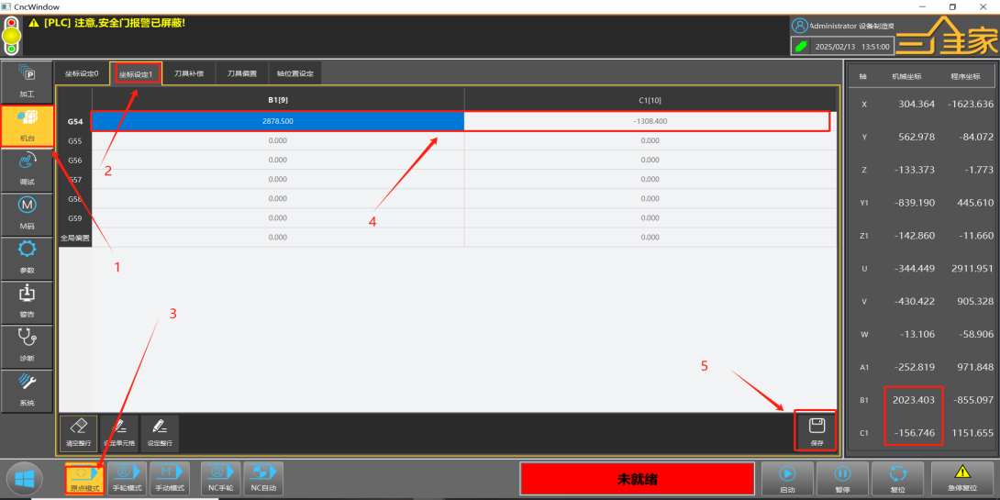 CncWindow
[PLC] 注意,安全门报警已屏蔽!
Administrator 设备制造商
2025/02/13 13:51:00
三维家
加工
机台
调试
M码
参数
警告
诊断
系统
坐标设定0 坐标设定1 刀具补偿 刀具偏置 轴位置设定
B1[9] C1[10]
G54 2878.500 -1308.400
G55 0.000 0.000
G56 0.000 0.000
G57 0.000 0.000
G58 0.000 0.000
G59 0.000 0.000
全局偏置 0.000 0.000
1
2
3
4
5
清空整行 设定单元格 设定整行 保存
轴 机械坐标 程序坐标
X 304.364 -1623.636
Y 562.978 -84.072
Z -133.373 -1.773
Y1 -839.190 445.610
Z1 -142.860 -11.660
U -344.449 2911.951
V -430.422 905.328
W -13.106 -58.906
A1 -252.819 971.848
B1 2023.403 -855.097
C1 -156.746 1151.655
原点模式 手轮模式 手动模式 NC手轮 NC自动
未就绪
启动 暂停 复位 急停复位